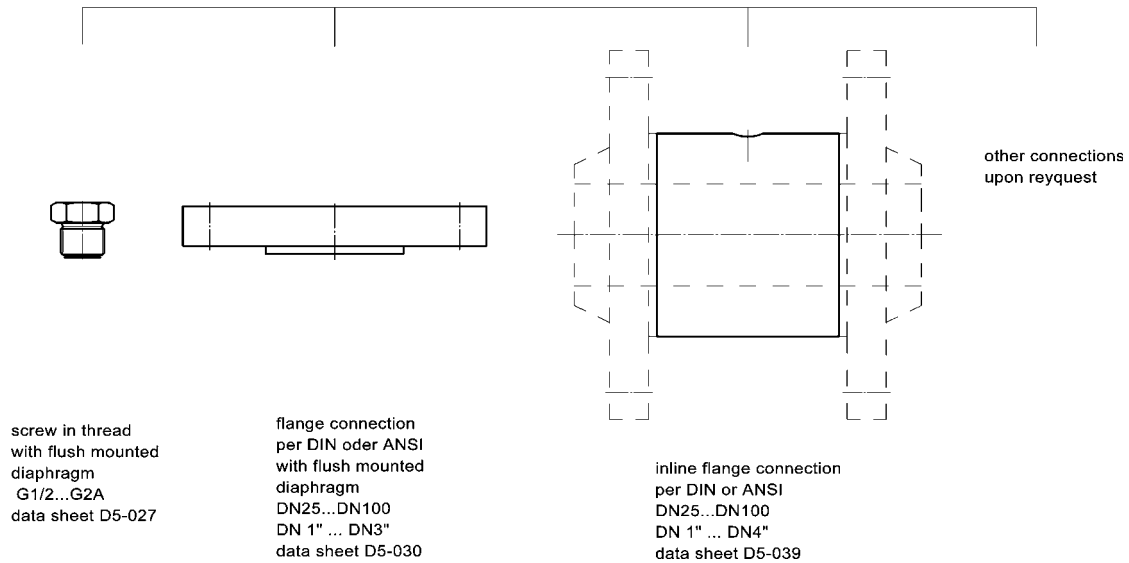 screw in thread
with flush mounted
diaphragm
G1/2...G2A
data sheet D5-027
flange connection
per DIN oder ANSI
with flush mounted
diaphragm
DN25...DN100
DN 1" ... DN3"
data sheet D5-030
inline flange connection
per DIN or ANSI
DN25...DN100
DN 1" ... DN4"
data sheet D5-039
other connections
upon reyquest